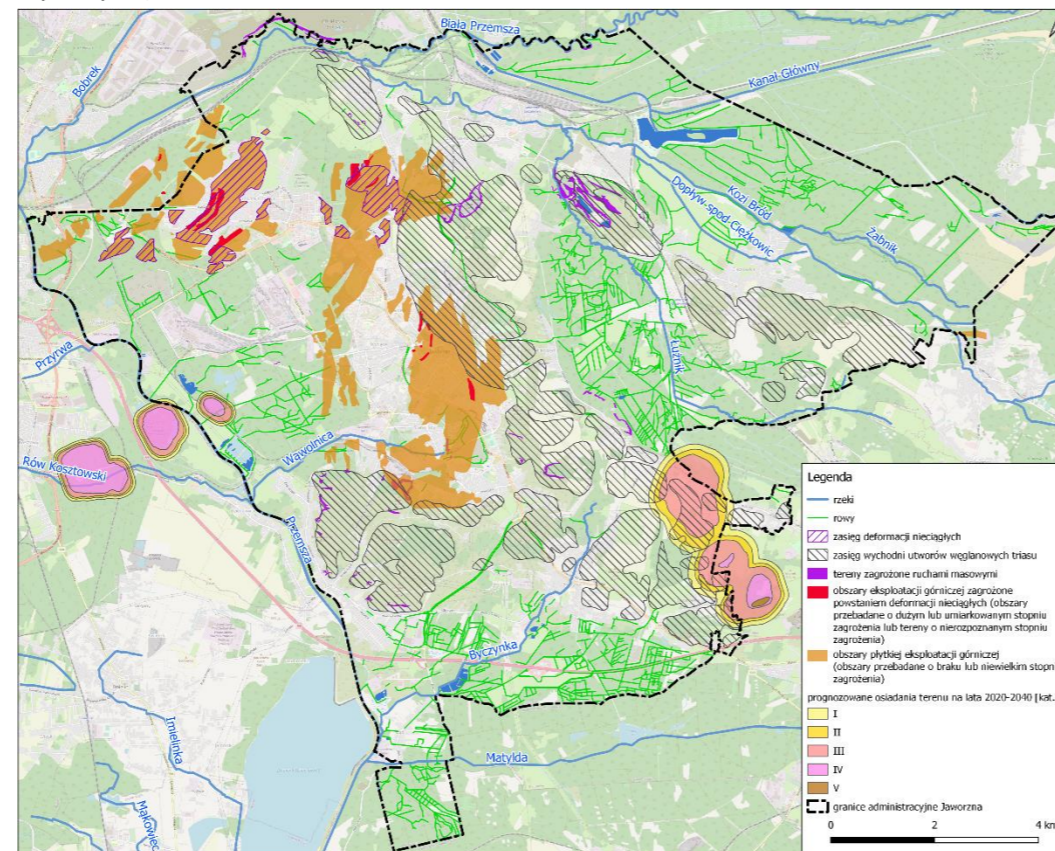 Biała Przemsza
Bobrek
Kanał Główny
Kozi Bród
Dopływ spod Ciężkowic
Żabnik
Łużnik
Przyrwa
Wąwolnica
Rów Kosztowski
Przemsza
Byczynka
Matylda
Imielinka
Mąkowiec
Legenda
rzeki
rowy
zasięg deformacji nieciągłych
zasięg wychodni utworów węglanowych triasu
tereny zagrożone ruchami masowymi
obszary eksploatacji górniczej zagrożone
powstaniem deformacji nieciągłych (obszary
przebadane o dużym lub umiarkowanym stopniu
zagrożenia lub tereny o nierozpoznanym stopniu
zagrożenia)
obszary płytkiej eksploatacji górniczej
(obszary przebadane o braku lub niewielkim stopn
zagrożenia)
prognozowane osiadania terenu na lata 2020-2040 [kat.
I
II
III
IV
V
granice administracyjne Jaworzna
0 2 4 km